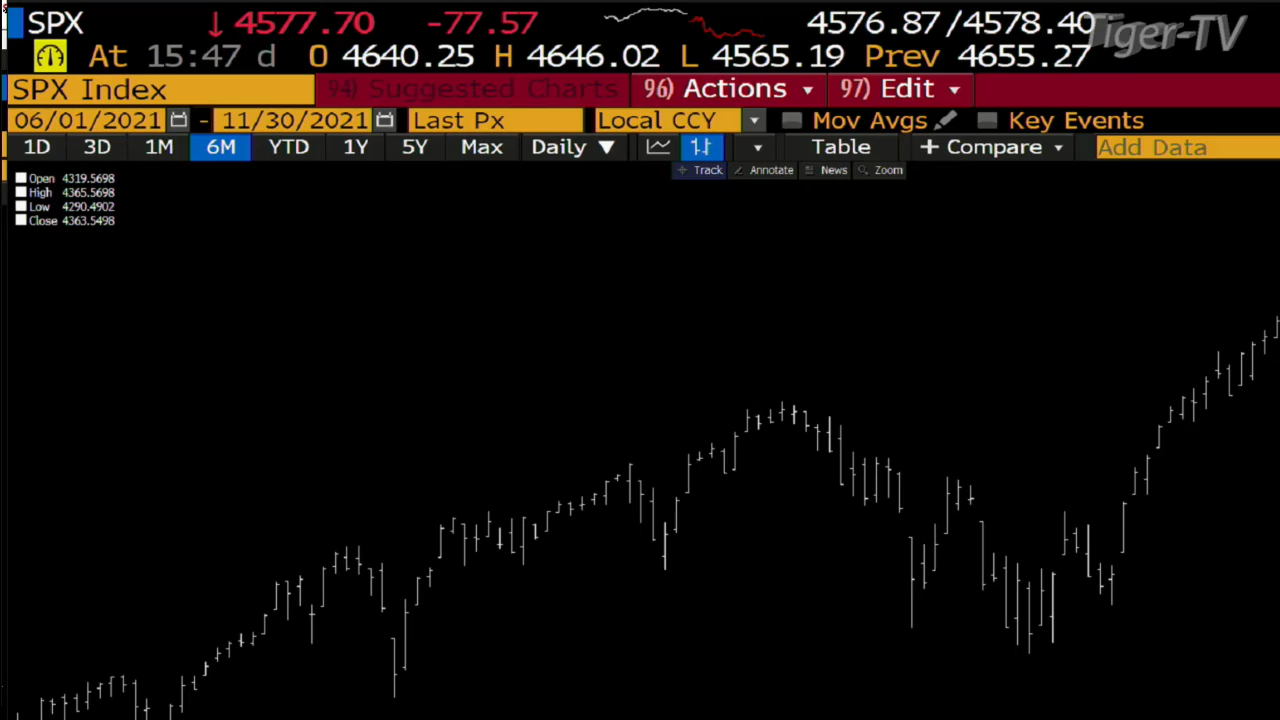 SPX ↓ 4577.70 -77.57 4576.87/4578.40 Tiger-TV
At 15:47 d O 4640.25 H 4646.02 L 4565.19 Prev 4655.27
SPX Index 94) Suggested Charts 96) Actions ▾ 97) Edit ▾
06/01/2021 - 11/30/2021 Last Px Local CCY ▾ Mov Avgs Key Events
1D 3D 1M 6M YTD 1Y 5Y Max Daily ▼ ▾ Table + Compare ▾ Add Data
Track Annotate News Zoom
Open 4319.5698
High 4365.5698
Low 4290.4902
Close 4363.5498